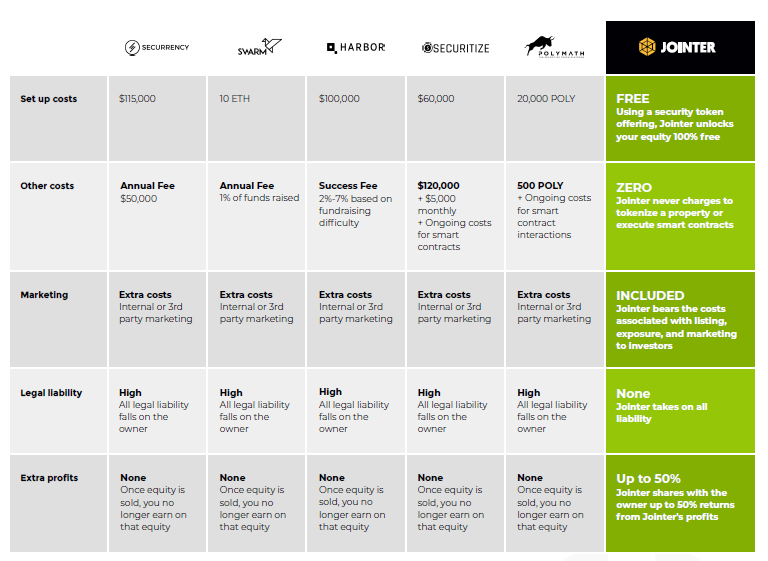 SECURRENCY
SWARM
HARBOR
SECURITIZE
POLYMATH
JOINTER
Set up costs
$115,000
10 ETH
$100,000
$60,000
20,000 POLY
FREE
Using a security token
offering, Jointer unlocks
your equity 100% free
Other costs
Annual Fee
$50,000
Annual Fee
1% of funds raised
Success Fee
2%-7% based on
fundraising
difficulty
$120,000
+ $5,000
monthly
+ Ongoing costs
for smart
contracts
500 POLY
+ Ongoing costs
for smart
contract
interactions
ZERO
Jointer never charges to
tokenize a property or
execute smart contracts
Marketing
Extra costs
Internal or 3rd
party marketing
Extra costs
Internal or 3rd
party marketing
Extra costs
Internal or 3rd
party marketing
Extra costs
Internal or 3rd
party marketing
Extra costs
Internal or 3rd
party marketing
INCLUDED
Jointer bears the costs
associated with listing,
exposure, and marketing
to investors
Legal liability
High
All legal liability
falls on the
owner
High
All legal liability
falls on the
owner
High
All legal liability
falls on the
owner
High
All legal liability
falls on the
owner
High
All legal liability
falls on the
owner
None
Jointer takes on all
liability
Extra profits
None
Once equity is
sold, you no
longer earn on
that equity
None
Once equity is
sold, you no
longer earn on
that equity
None
Once equity is
sold, you no
longer earn on
that equity
None
Once equity is
sold, you no
longer earn on
that equity
None
Once equity is
sold, you no
longer earn on
that equity
Up to 50%
Jointer shares with the
owner up to 50% returns
from Jointer's profits